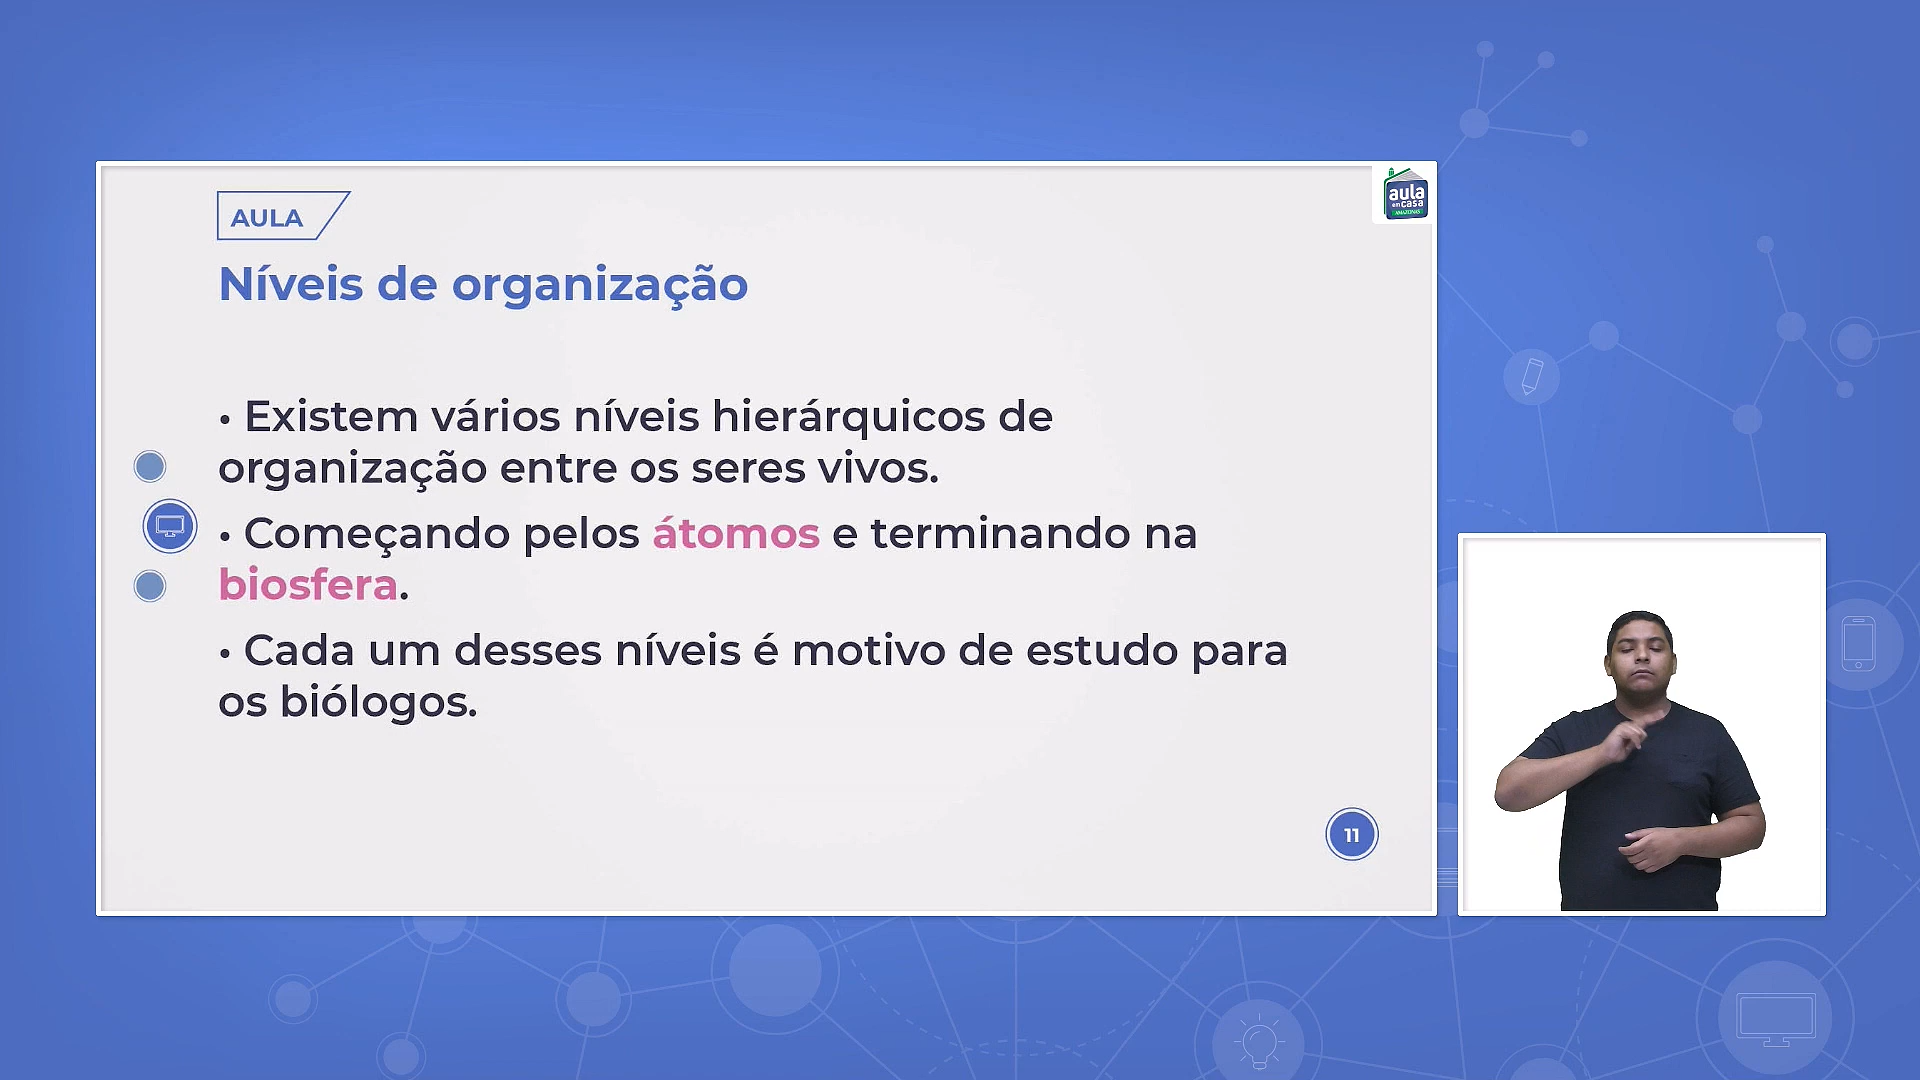 aula
em casa
AMAZONAS
AULA
Níveis de organização
• Existem vários níveis hierárquicos de
organização entre os seres vivos.
• Começando pelos átomos e terminando na
biosfera.
• Cada um desses níveis é motivo de estudo para
os biólogos.
11